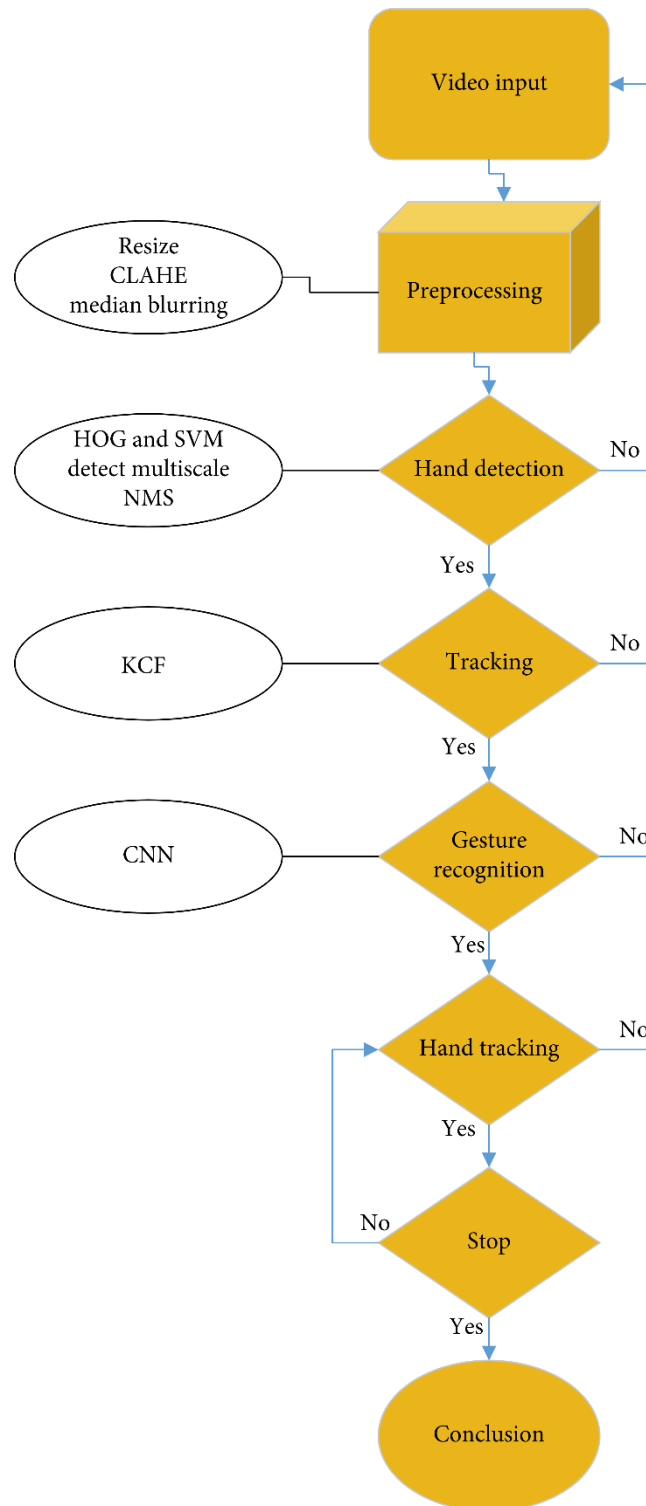 Video input
Resize
CLAHE
median blurring
Preprocessing
HOG and SVM
detect multiscale
NMS
Hand detection
No
Yes
KCF
Tracking
No
Yes
CNN
Gesture
recognition
No
Yes
Hand tracking
No
Yes
No
Stop
Yes
Conclusion